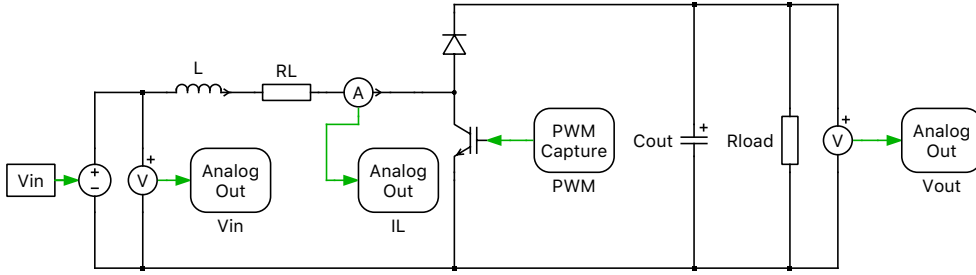 L
RL
A
Vin
+
−
+
V
Analog
Out
Vin
Analog
Out
IL
PWM
Capture
PWM
Cout
+
Rload
+
V
Analog
Out
Vout